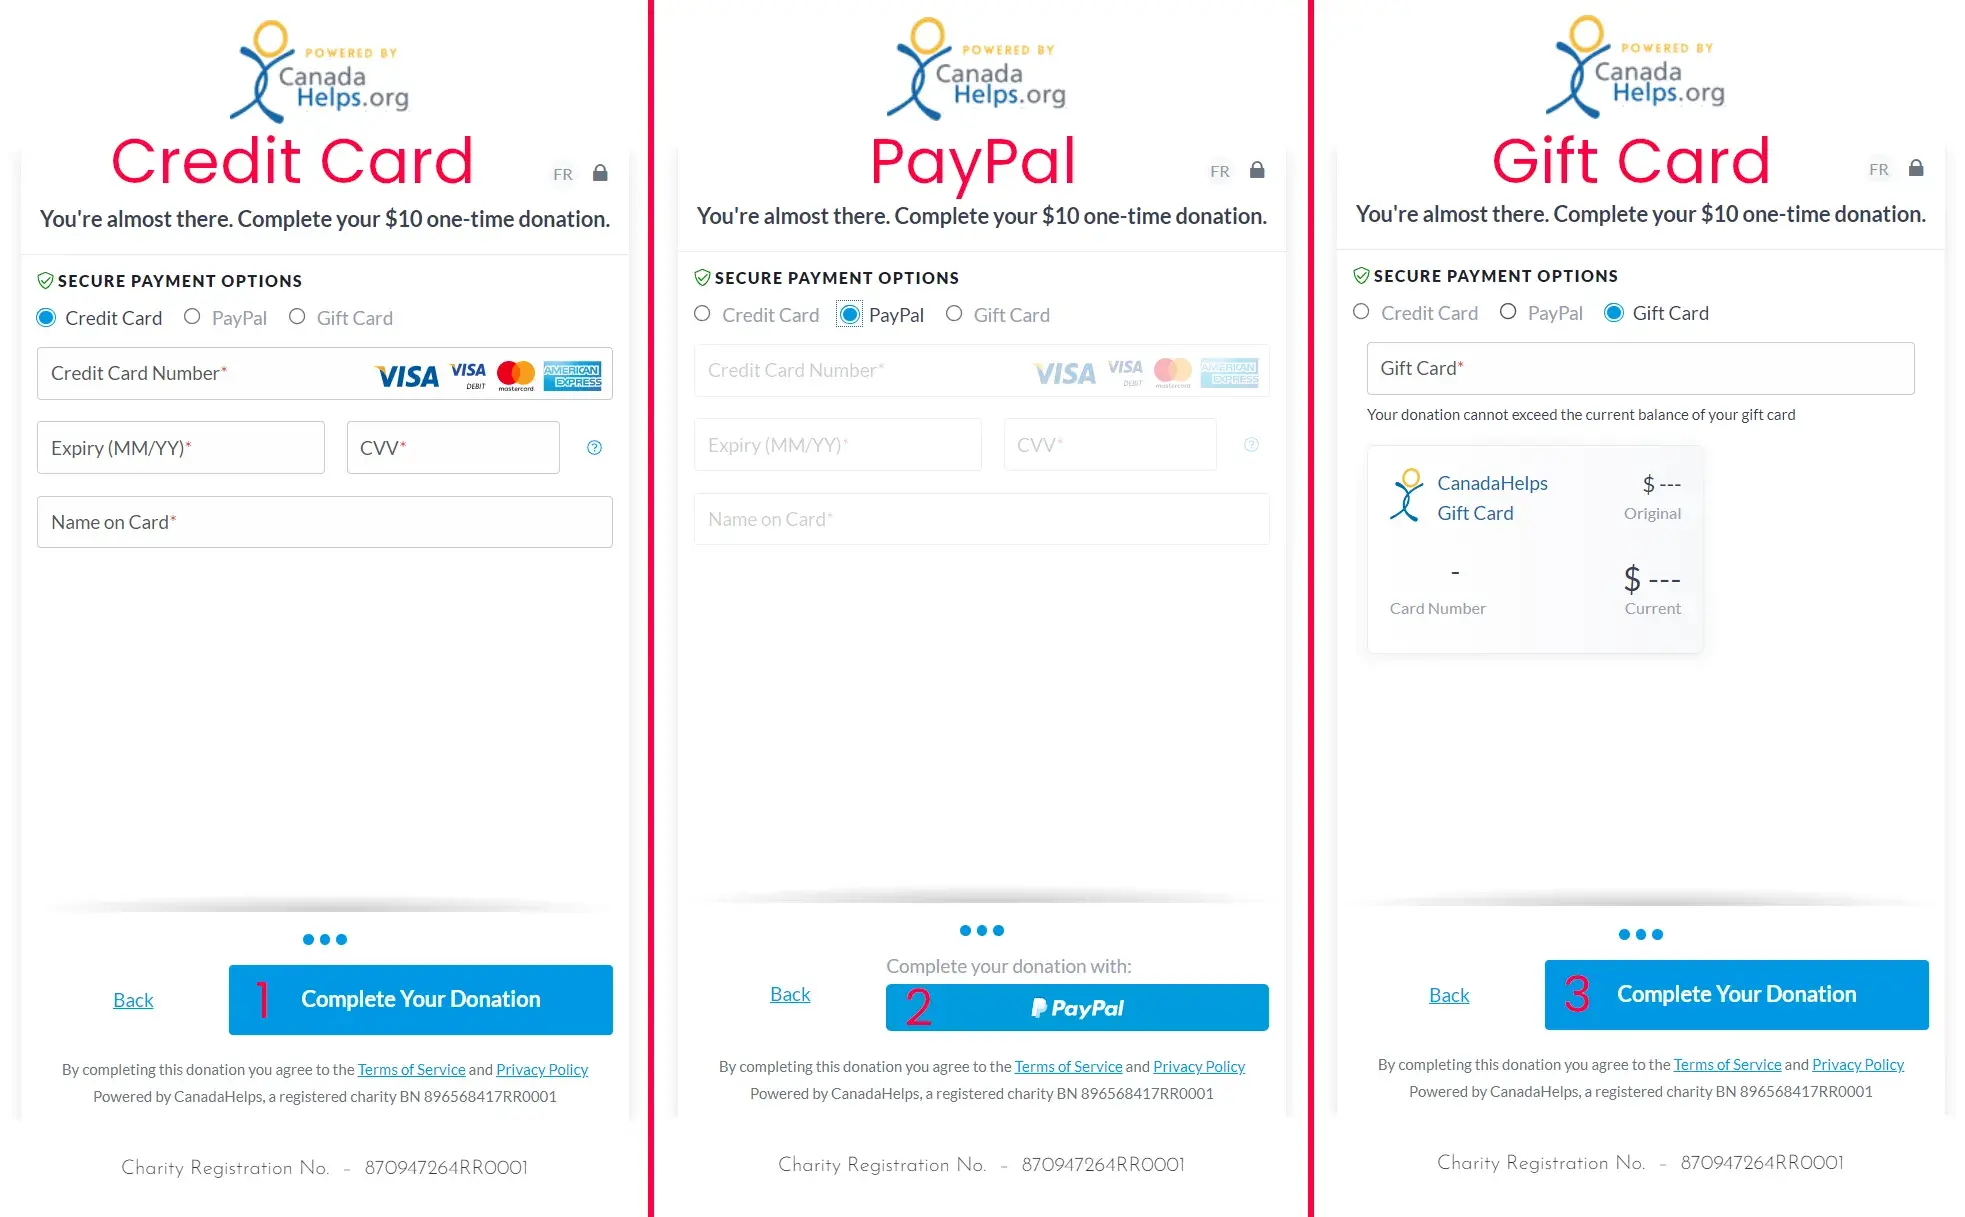 POWERED BY
Canada
Helps.org
Credit Card
FR
You're almost there. Complete your $10 one-time donation.
SECURE PAYMENT OPTIONS
Credit Card PayPal Gift Card
Credit Card Number* VISA VISA DEBIT mastercard AMERICAN EXPRESS
Expiry (MM/YY)* CVV* ?
Name on Card*
Back 1 Complete Your Donation
By completing this donation you agree to the Terms of Service and Privacy Policy
Powered by CanadaHelps, a registered charity BN 896568417RR0001
Charity Registration No. - 870947264RR0001
POWERED BY
Canada
Helps.org
PayPal
FR
You're almost there. Complete your $10 one-time donation.
SECURE PAYMENT OPTIONS
Credit Card PayPal Gift Card
Credit Card Number* VISA VISA DEBIT mastercard AMERICAN EXPRESS
Expiry (MM/YY)* CVV* ?
Name on Card*
Complete your donation with:
Back 2 PayPal
By completing this donation you agree to the Terms of Service and Privacy Policy
Powered by CanadaHelps, a registered charity BN 896568417RR0001
Charity Registration No. - 870947264RR0001
POWERED BY
Canada
Helps.org
Gift Card
FR
You're almost there. Complete your $10 one-time donation.
SECURE PAYMENT OPTIONS
Credit Card PayPal Gift Card
Gift Card*
Your donation cannot exceed the current balance of your gift card
CanadaHelps $ ---
Gift Card Original
- $ ---
Card Number Current
Back 3 Complete Your Donation
By completing this donation you agree to the Terms of Service and Privacy Policy
Powered by CanadaHelps, a registered charity BN 896568417RR0001
Charity Registration No. - 870947264RR0001